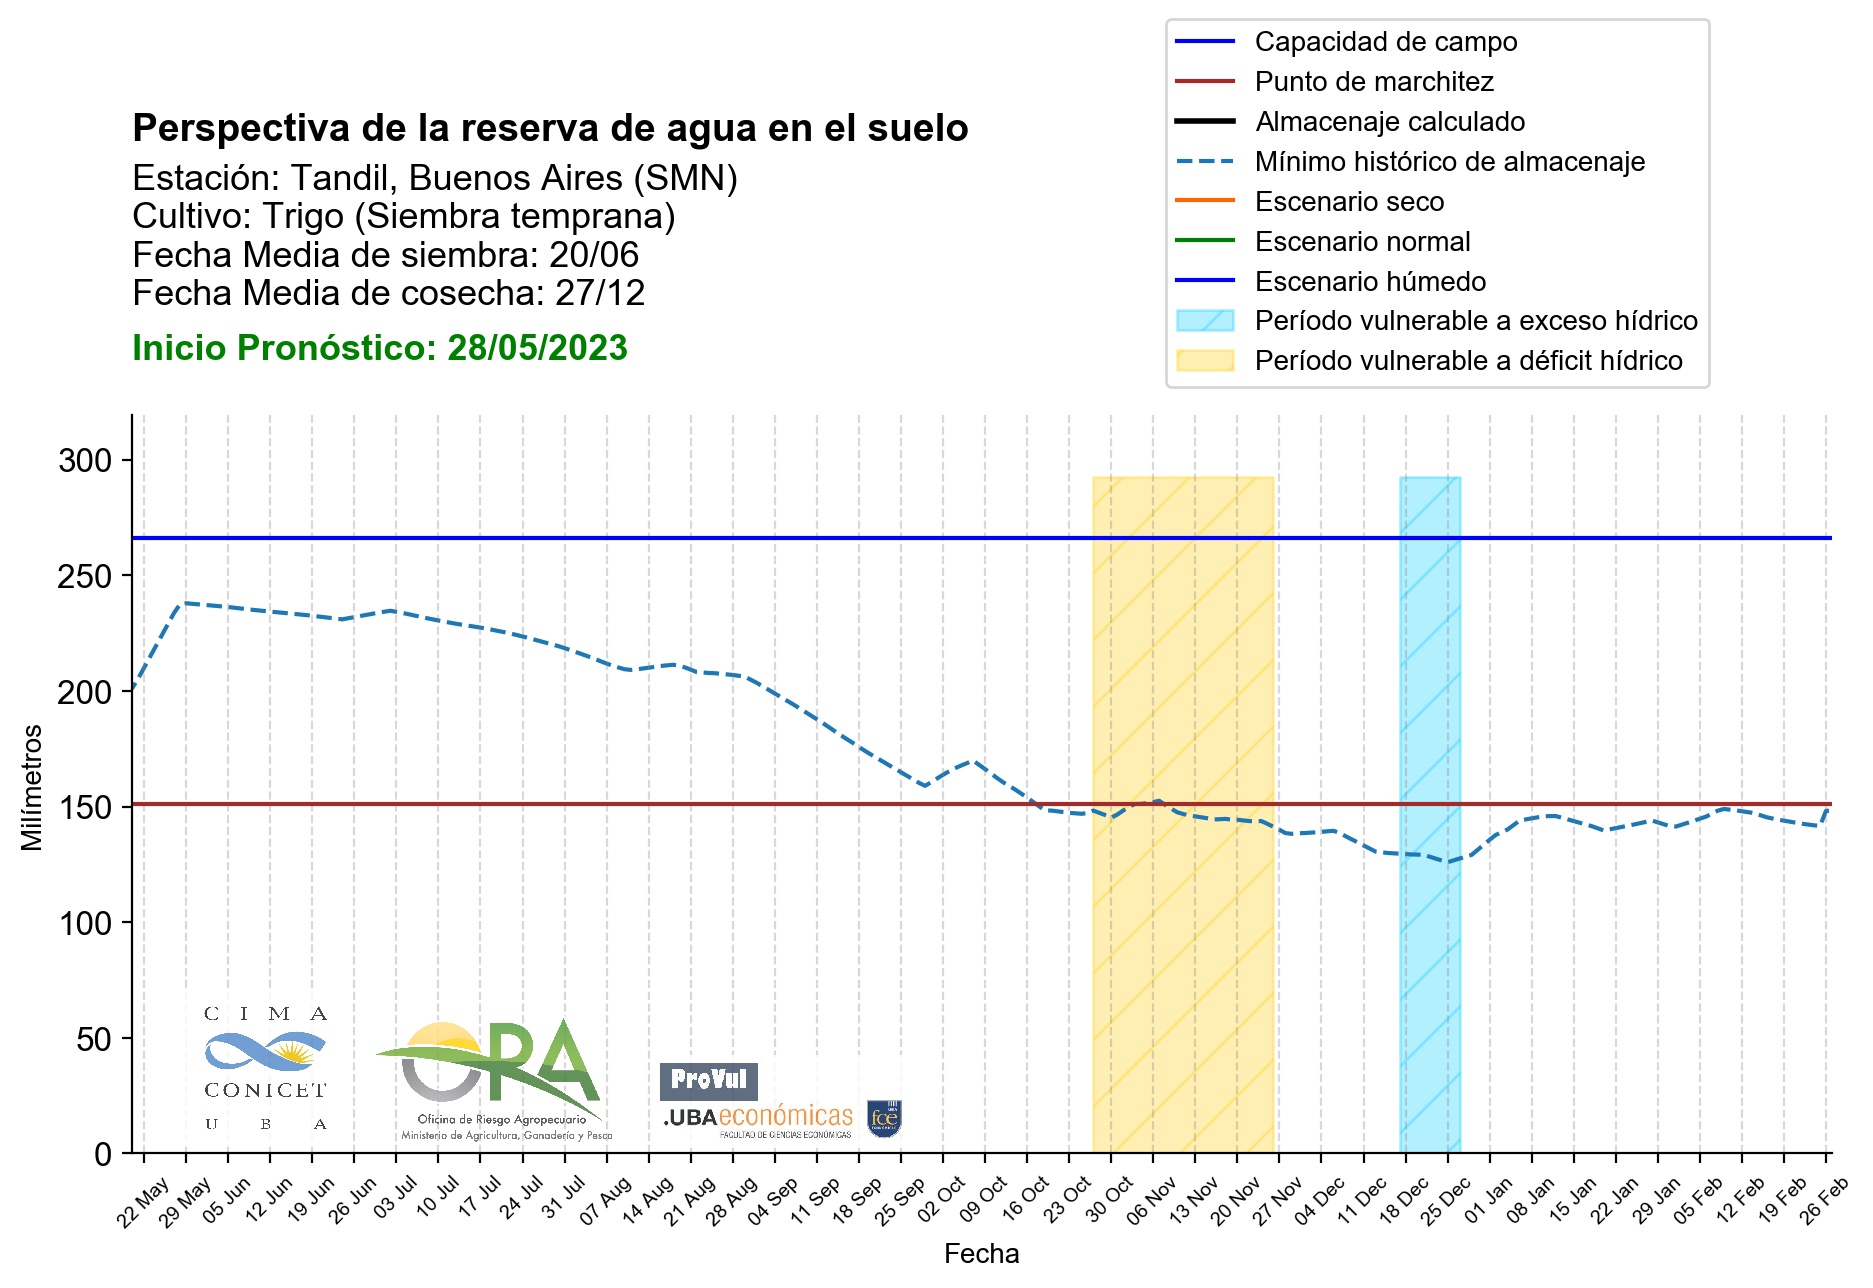 Capacidad de campo
Punto de marchitez
Almacenaje calculado
Mínimo histórico de almacenaje
Escenario seco
Escenario normal
Escenario húmedo
Período vulnerable a exceso hídrico
Período vulnerable a déficit hídrico
Perspectiva de la reserva de agua en el suelo
Estación: Tandil, Buenos Aires (SMN)
Cultivo: Trigo (Siembra temprana)
Fecha Media de siembra: 20/06
Fecha Media de cosecha: 27/12
Inicio Pronóstico: 28/05/2023
300
250
200
150
100
50
0
Milímetros
CIMA
CONICET
UBA
ORA
Oficina de Riesgo Agropecuario
Ministerio de Agricultura, Ganadería y Pesca
ProVul
.UBAeconómicas
FACULTAD DE CIENCIAS ECONÓMICAS
fce
22 May
29 May
05 Jun
12 Jun
19 Jun
26 Jun
03 Jul
10 Jul
17 Jul
24 Jul
31 Jul
07 Aug
14 Aug
21 Aug
28 Aug
04 Sep
11 Sep
18 Sep
25 Sep
02 Oct
09 Oct
16 Oct
23 Oct
30 Oct
06 Nov
13 Nov
20 Nov
27 Nov
04 Dec
11 Dec
18 Dec
25 Dec
01 Jan
08 Jan
15 Jan
22 Jan
29 Jan
05 Feb
12 Feb
19 Feb
26 Feb
Fecha